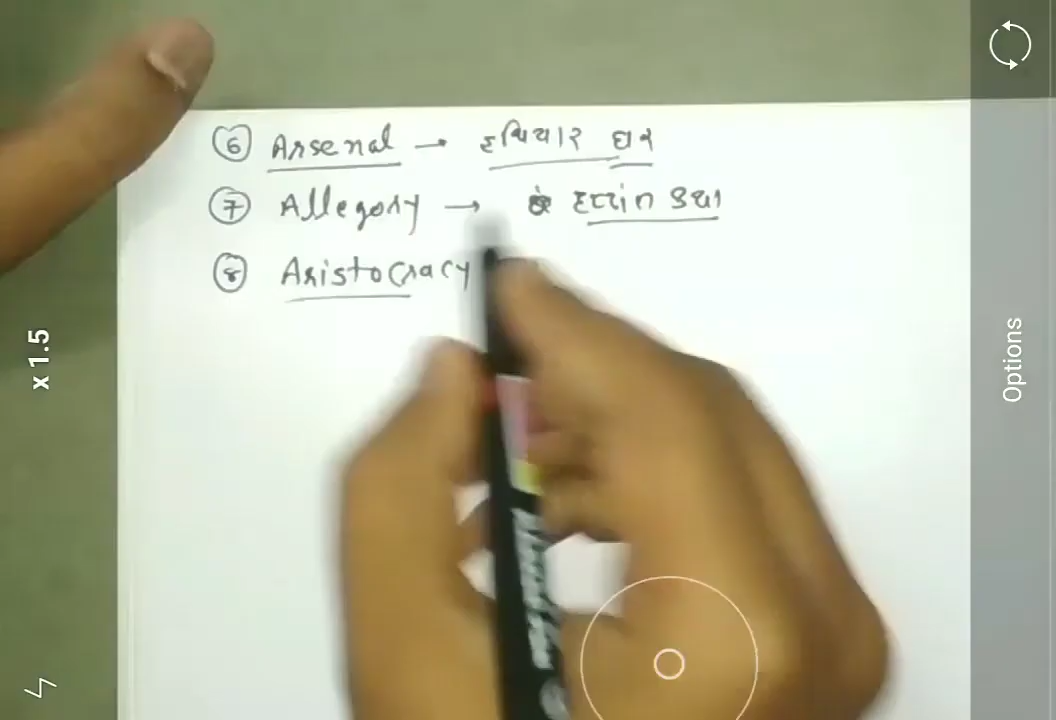 ⑥ Arsenal → હથિયાર ઘર
⑦ Allegory → દ્રષ્ટાંત કથા
⑧ Aristocracy
x 1.5
Options